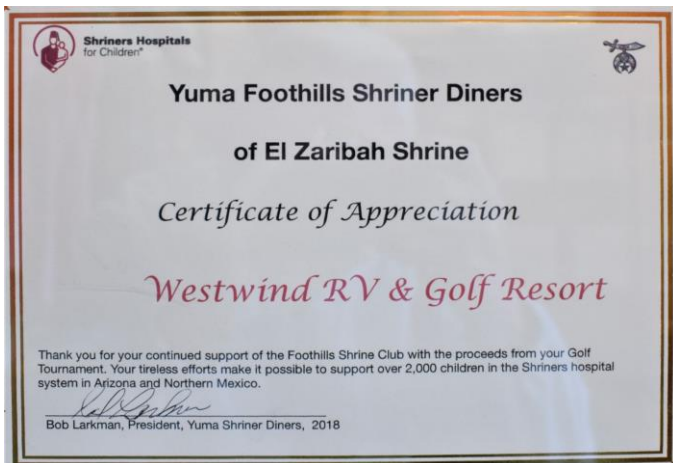 Shriners Hospitals
for Children®
Yuma Foothills Shriner Diners
of El Zaribah Shrine
Certificate of Appreciation
Westwind RV & Golf Resort
Thank you for your continued support of the Foothills Shrine Club with the proceeds from your Golf
Tournament. Your tireless efforts make it possible to support over 2,000 children in the Shriners hospital
system in Arizona and Northern Mexico.
Bob Larkman, President, Yuma Shriner Diners, 2018